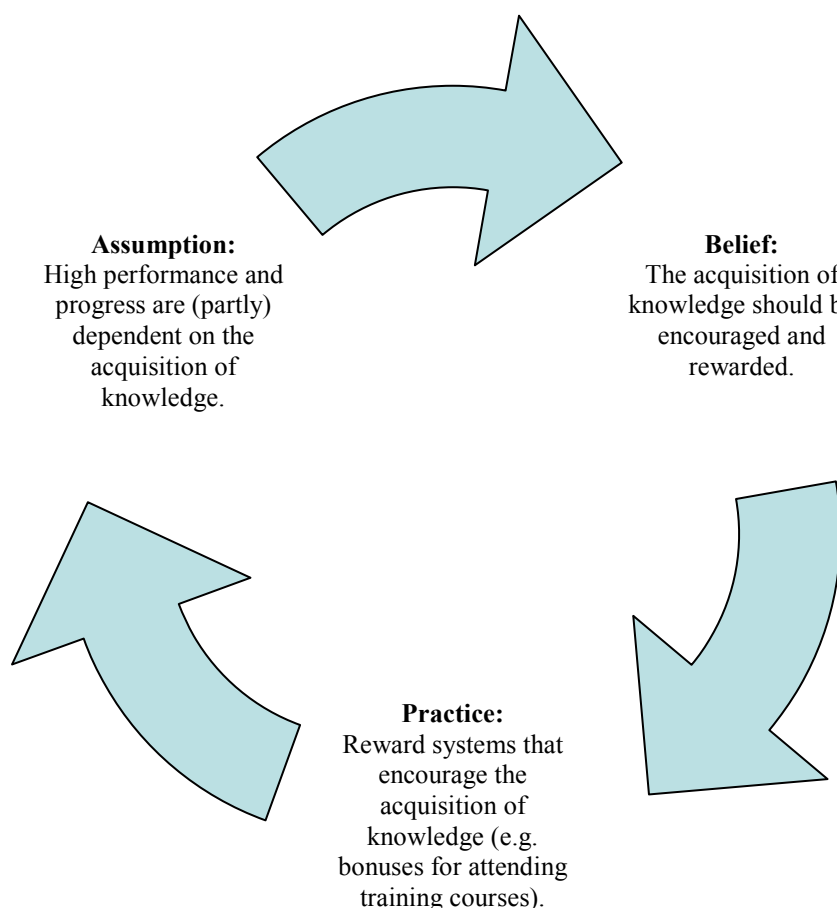 Assumption:
High performance and
progress are (partly)
dependent on the
acquisition of
knowledge.
Belief:
The acquisition of
knowledge should b
encouraged and
rewarded.
Practice:
Reward systems that
encourage the
acquisition of
knowledge (e.g.
bonuses for attending
training courses).